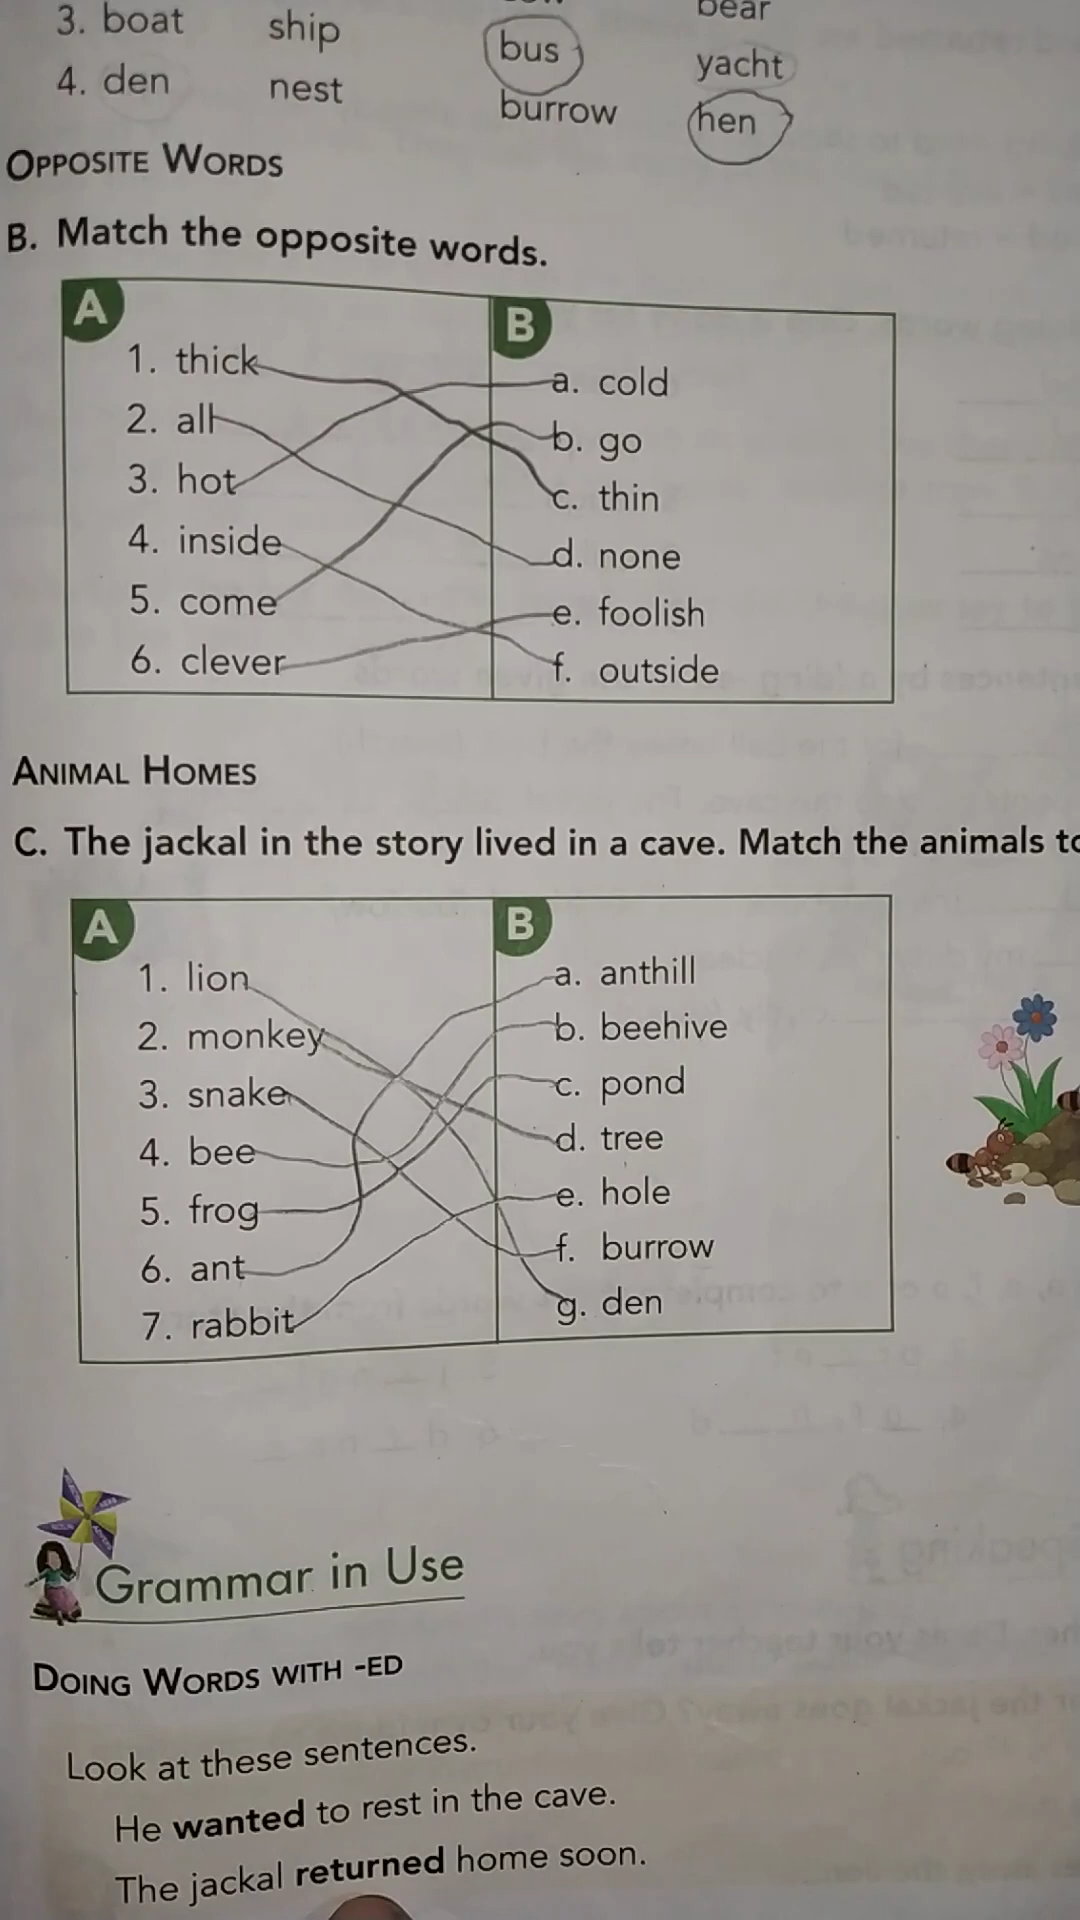 bear
3. boat ship bus yacht
4. den nest burrow hen
OPPOSITE WORDS
B. Match the opposite words.
A B
1. thick a. cold
2. all b. go
3. hot c. thin
4. inside d. none
5. come e. foolish
6. clever f. outside
ANIMAL HOMES
C. The jackal in the story lived in a cave. Match the animals to
A B
1. lion a. anthill
2. monkey b. beehive
3. snake c. pond
4. bee d. tree
5. frog e. hole
6. ant f. burrow
7. rabbit g. den
Grammar in Use
DOING WORDS WITH -ED
Look at these sentences.
He wanted to rest in the cave.
The jackal returned home soon.